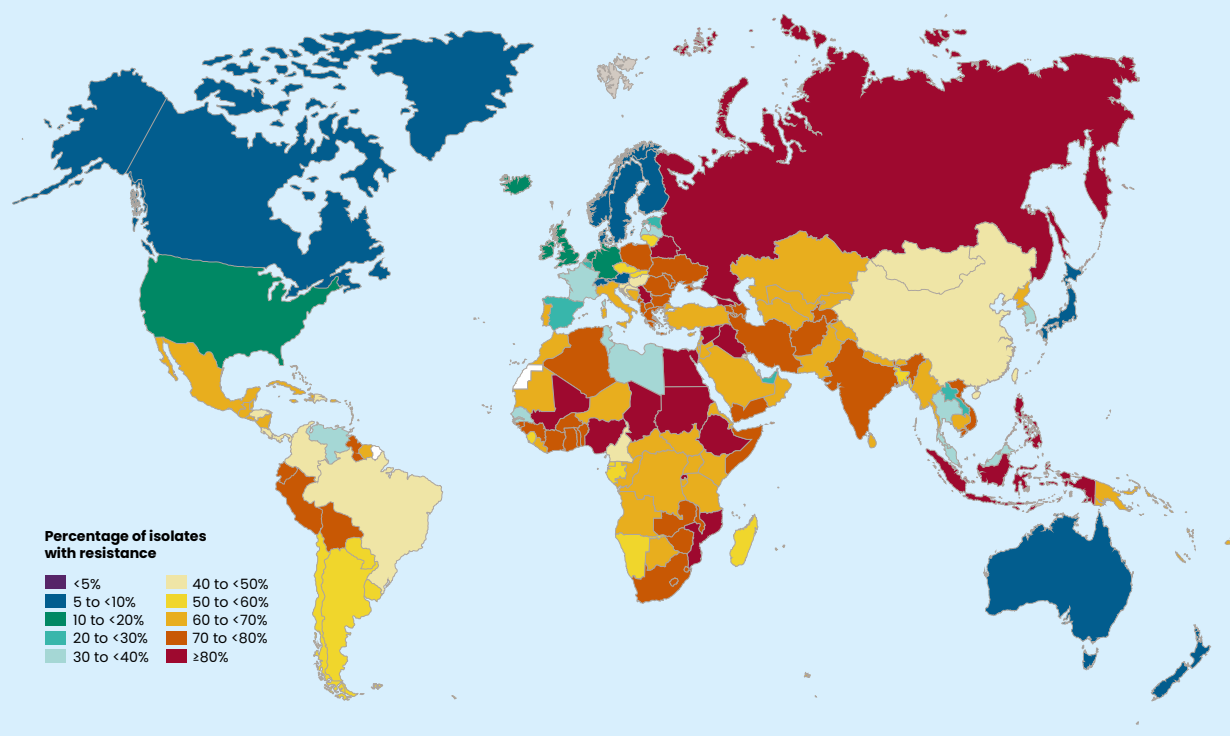 Percentage of isolates
with resistance
<5%
5 to <10%
10 to <20%
20 to <30%
30 to <40%
40 to <50%
50 to <60%
60 to <70%
70 to <80%
≥80%